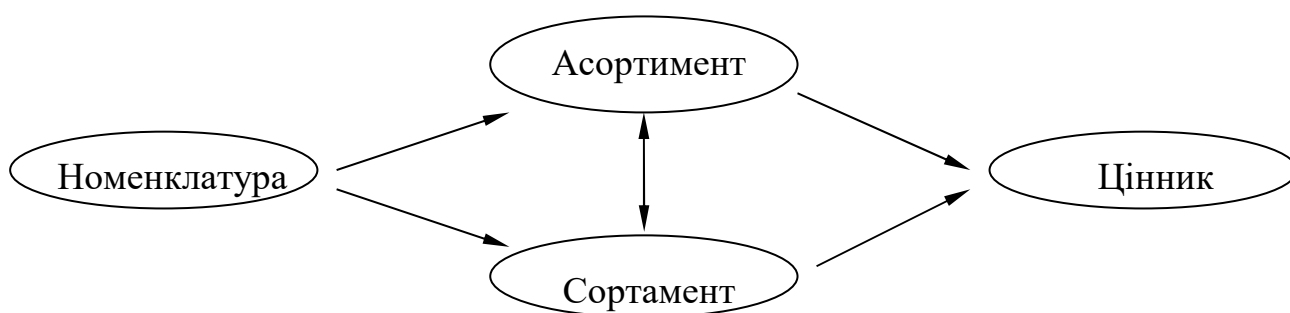 Асортимент
Номенклатура
Цінник
Сортамент